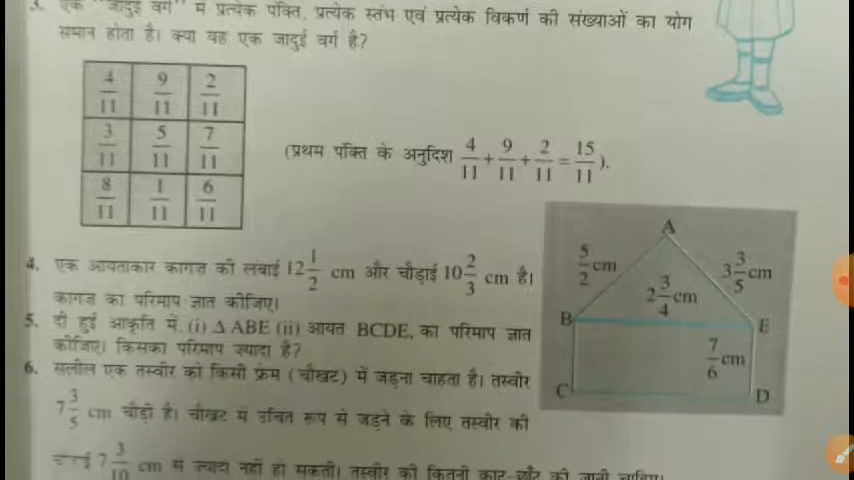 3. एक "जादुई वर्ग" में प्रत्येक पंक्ति, प्रत्येक स्तंभ एवं प्रत्येक विकर्ण की संख्याओं का योग
समान होता है। क्या यह एक जादुई वर्ग है?
4/11 9/11 2/11
3/11 5/11 7/11
8/11 1/11 6/11
(प्रथम पंक्ति के अनुदिश 4/11 + 9/11 + 2/11 = 15/11).
4. एक आयताकार कागज़ की लंबाई 12 1/2 cm और चौड़ाई 10 2/3 cm है।
कागज़ का परिमाप ज्ञात कीजिए।
5. दी हुई आकृति में, (i) Δ ABE (ii) आयत BCDE, का परिमाप ज्ञात
कीजिए। किसका परिमाप ज्यादा है?
6. सलील एक तस्वीर को किसी फ्रेम (चौखट) में जड़ना चाहता है। तस्वीर
7 3/5 cm चौड़ी है। चौखट में उचित रूप से जड़ने के लिए तस्वीर की
7 3/10 cm से ज्यादा नहीं हो सकती। तस्वीर की कितनी काट-छाँट की जानी चाहिए।
A
5/2 cm
3 3/5 cm
2 3/4 cm
B
E
7/6 cm
C
D